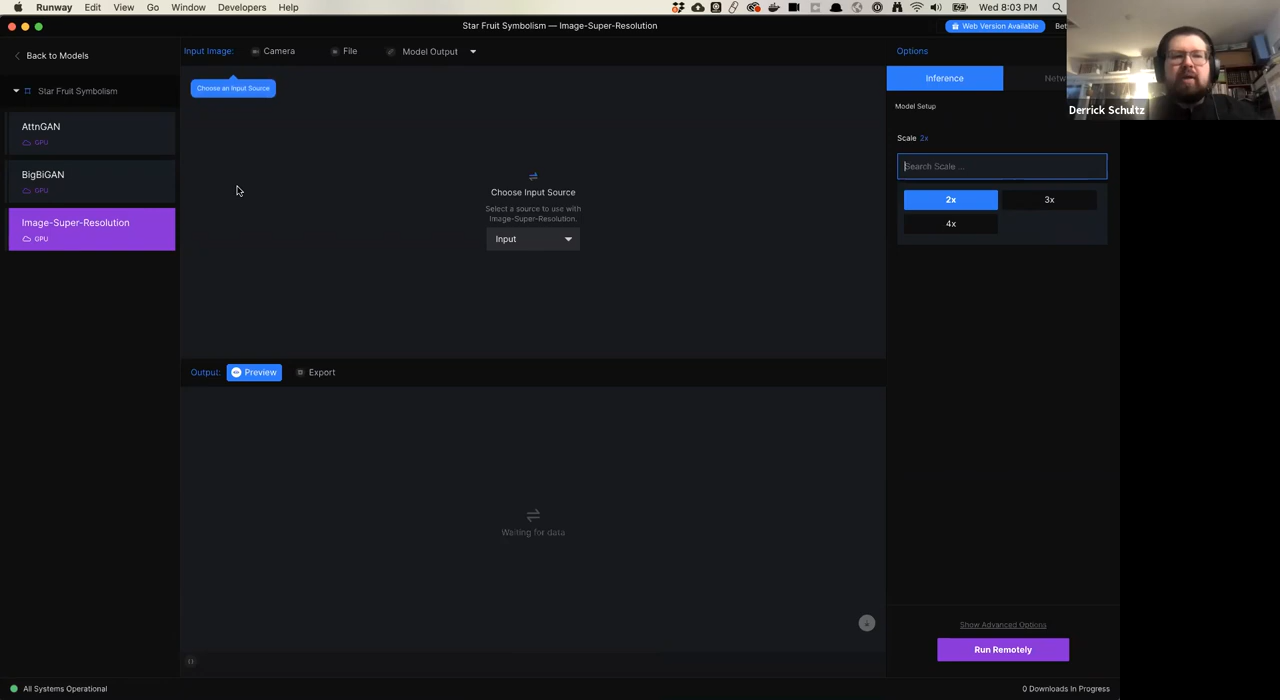 Runway File Edit View Go Window Developers Help Wed 8:03 PM
Star Fruit Symbolism — Image-Super-Resolution
Web Version Available
Back to Models
Input Image: Camera File Model Output
Options
Choose an Input Source
Inference
Star Fruit Symbolism
Model Setup
Derrick Schultz
AttnGAN
GPU
Scale 2x
Search Scale ...
BigBiGAN
GPU
Choose Input Source
Select a source to use with
Image-Super-Resolution.
2x 3x
4x
Image-Super-Resolution
GPU
Input
Output: Preview Export
Waiting for data
Show Advanced Options
Run Remotely
All Systems Operational
0 Downloads In Progress